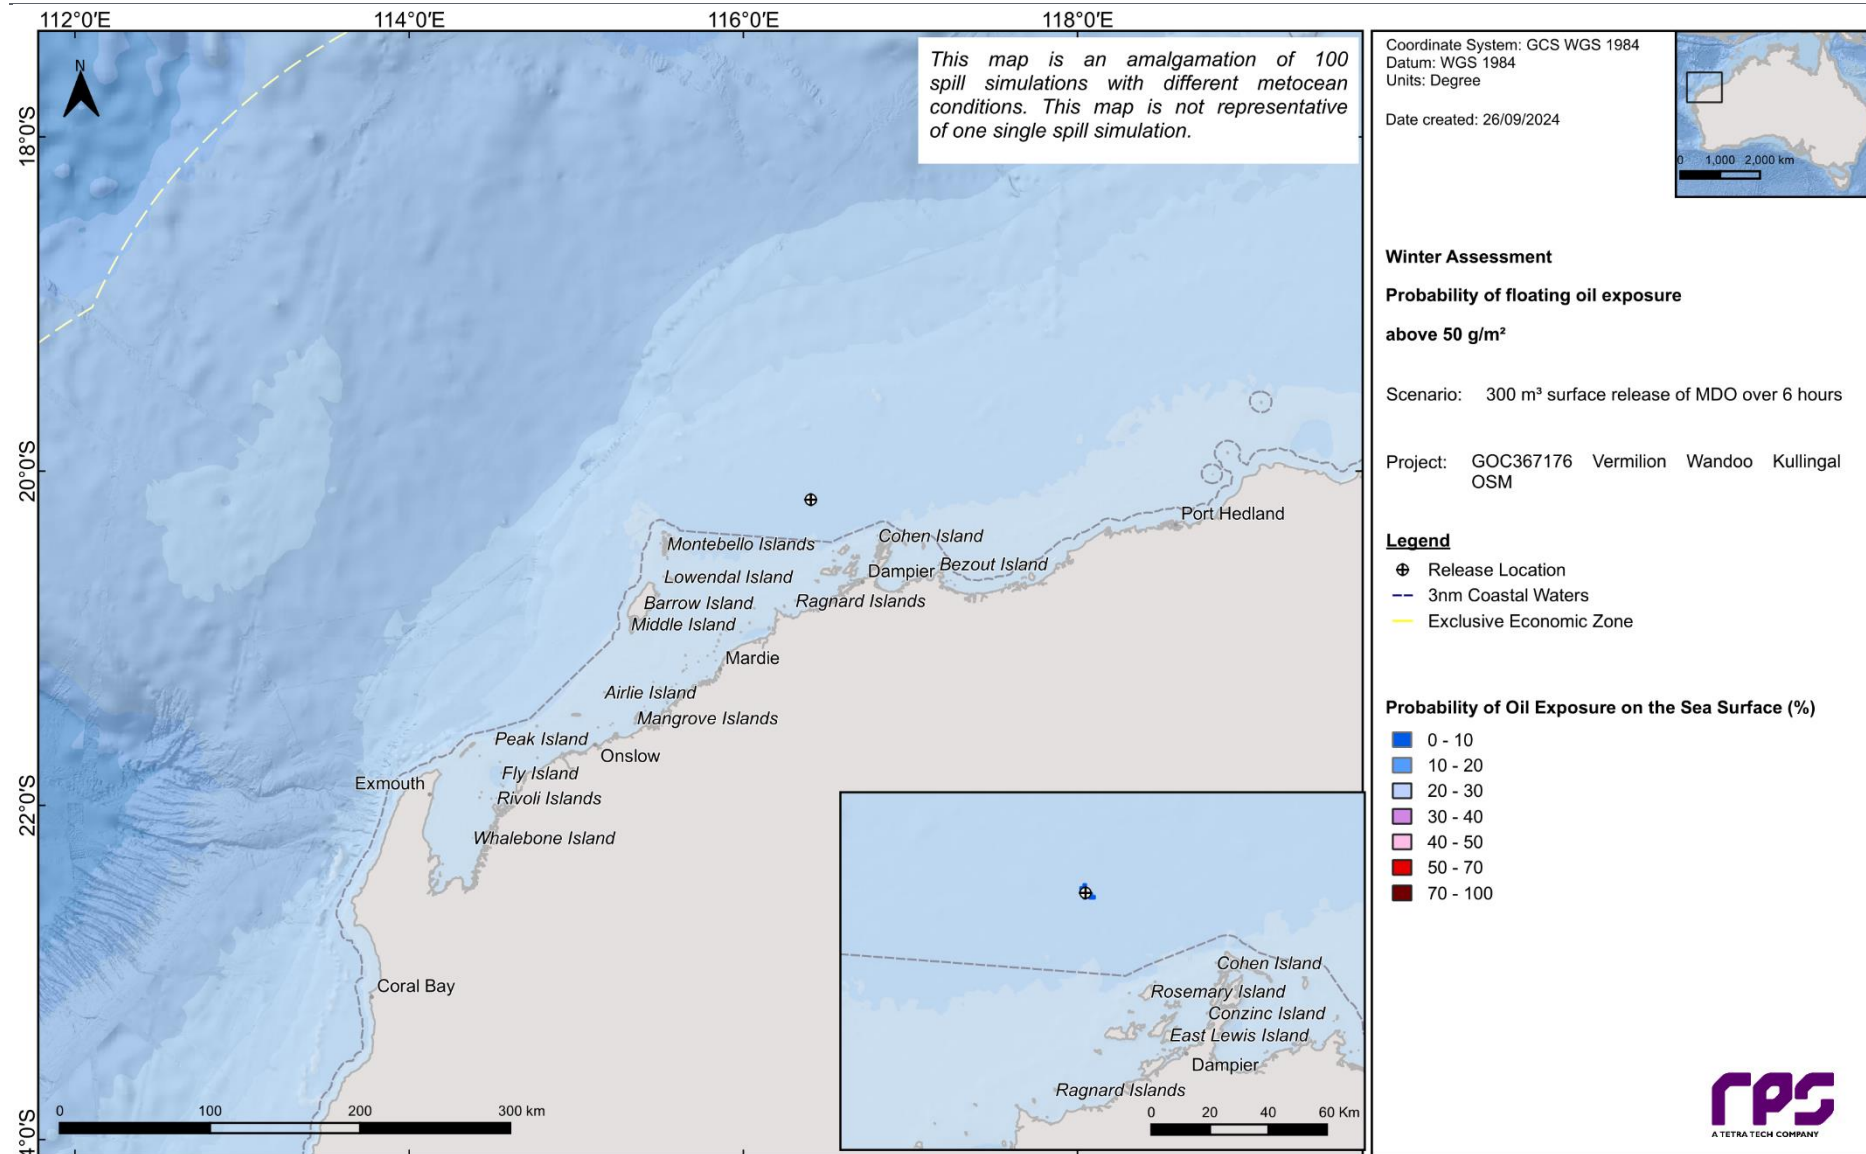 112°0'E
114°0'E
116°0'E
118°0'E
18°0'S
20°0'S
22°0'S
4°0'S
N
This map is an amalgamation of 100
spill simulations with different metocean
conditions. This map is not representative
of one single spill simulation.
Port Hedland
Cohen Island
Montebello Islands
Bezout Island
Dampier
Lowendal Island
Ragnard Islands
Barrow Island
Middle Island
Mardie
Airlie Island
Mangrove Islands
Peak Island
Onslow
Fly Island
Exmouth
Rivoli Islands
Whalebone Island
Coral Bay
0 100 200 300 km
Cohen Island
Rosemary Island
Conzinc Island
East Lewis Island
Dampier
Ragnard Islands
0 20 40 60 Km
Coordinate System: GCS WGS 1984
Datum: WGS 1984
Units: Degree
Date created: 26/09/2024
0 1,000 2,000 km
Winter Assessment
Probability of floating oil exposure
above 50 g/m²
Scenario: 300 m³ surface release of MDO over 6 hours
Project: GOC367176 Vermilion Wandoo Kullingal
OSM
Legend
Release Location
3nm Coastal Waters
Exclusive Economic Zone
Probability of Oil Exposure on the Sea Surface (%)
0 - 10
10 - 20
20 - 30
30 - 40
40 - 50
50 - 70
70 - 100
rps
A TETRA TECH COMPANY